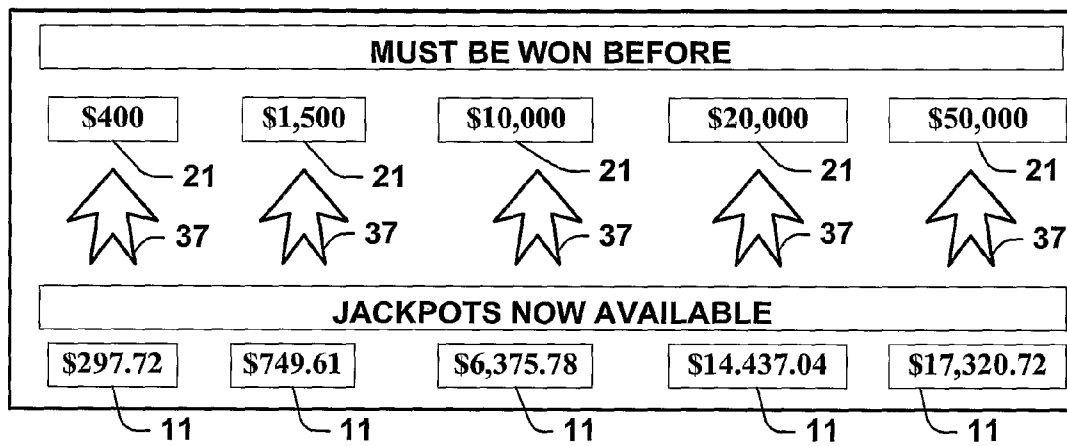 MUST BE WON BEFORE
$400 $1,500 $10,000 $20,000 $50,000
21 21 21 21 21
37 37 37 37 37
JACKPOTS NOW AVAILABLE
$297.72 $749.61 $6,375.78 $14.437.04 $17,320.72
11 11 11 11 11